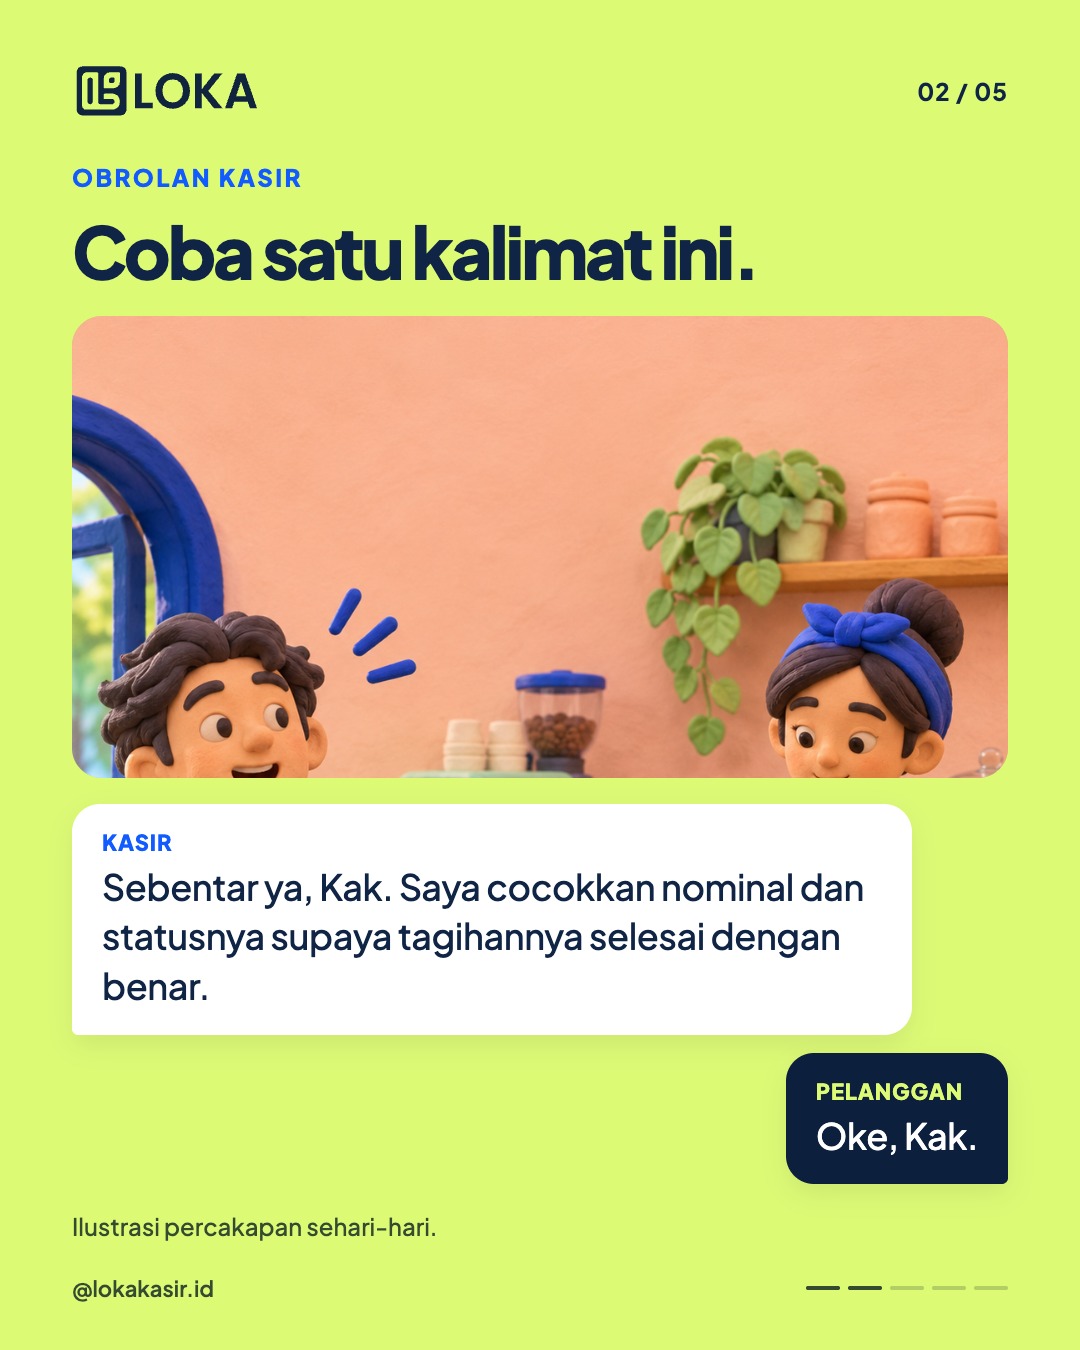 LOKA
02 / 05
OBROLAN KASIR
Coba satu kalimat ini.
KASIR
Sebentar ya, Kak. Saya cocokkan nominal dan
statusnya supaya tagihannya selesai dengan
benar.
PELANGGAN
Oke, Kak.
Ilustrasi percakapan sehari-hari.
@lokakasir.id